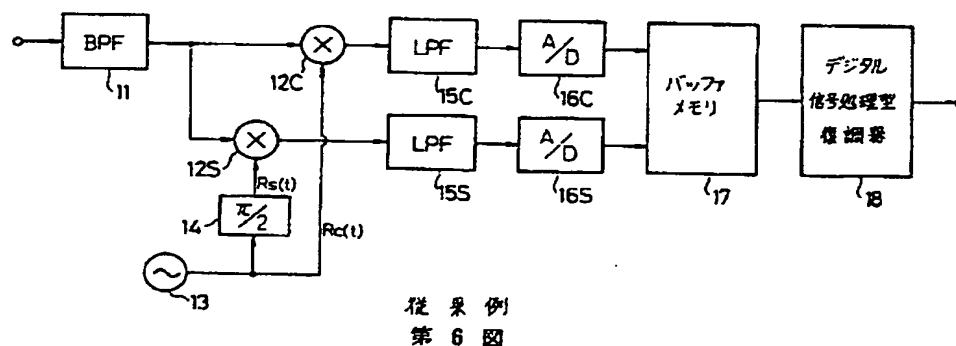 BPF
11
12C
LPF
15C
A/D
16C
バッファ
メモリ
17
デジタル
信号処理型
復調器
18
12S
Rs(t)
LPF
15S
A/D
16S
14
π/2
Rc(t)
13
従来例
第6図